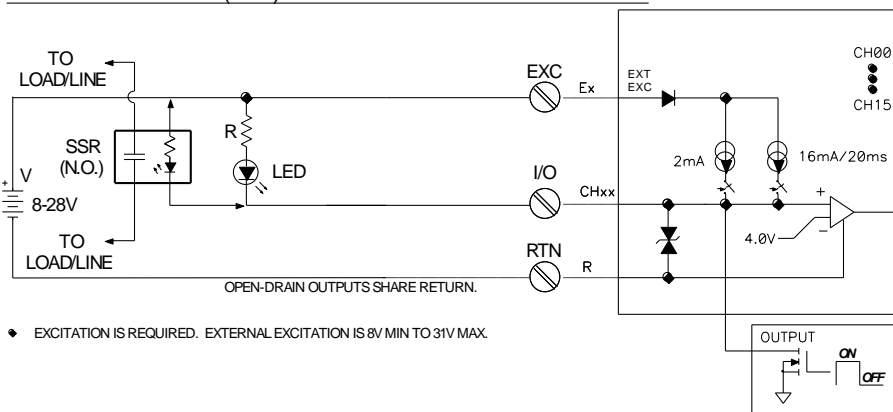 TO
LOAD/LINE
SSR
(N.O.)
R
LED
+
V
8-28V
TO
LOAD/LINE
EXC
Ex
EXT
EXC
CH00
CH15
2mA
16mA/20ms
I/O
CHxx
+
4.0V
−
RTN
R
OPEN-DRAIN OUTPUTS SHARE RETURN.
EXCITATION IS REQUIRED. EXTERNAL EXCITATION IS 8V MIN TO 31V MAX.
OUTPUT
ON
OFF